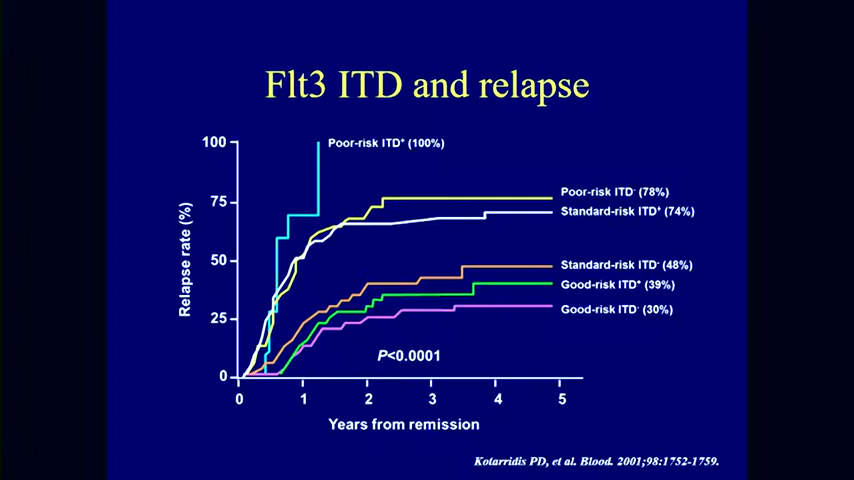 Flt3 ITD and relapse
100
75
50
25
0
Relapse rate (%)
Poor-risk ITD⁺ (100%)
Poor-risk ITD⁻ (78%)
Standard-risk ITD⁺ (74%)
Standard-risk ITD⁻ (48%)
Good-risk ITD⁺ (39%)
Good-risk ITD⁻ (30%)
P<0.0001
0 1 2 3 4 5
Years from remission
Kotarridis PD, et al. Blood. 2001;98:1752-1759.